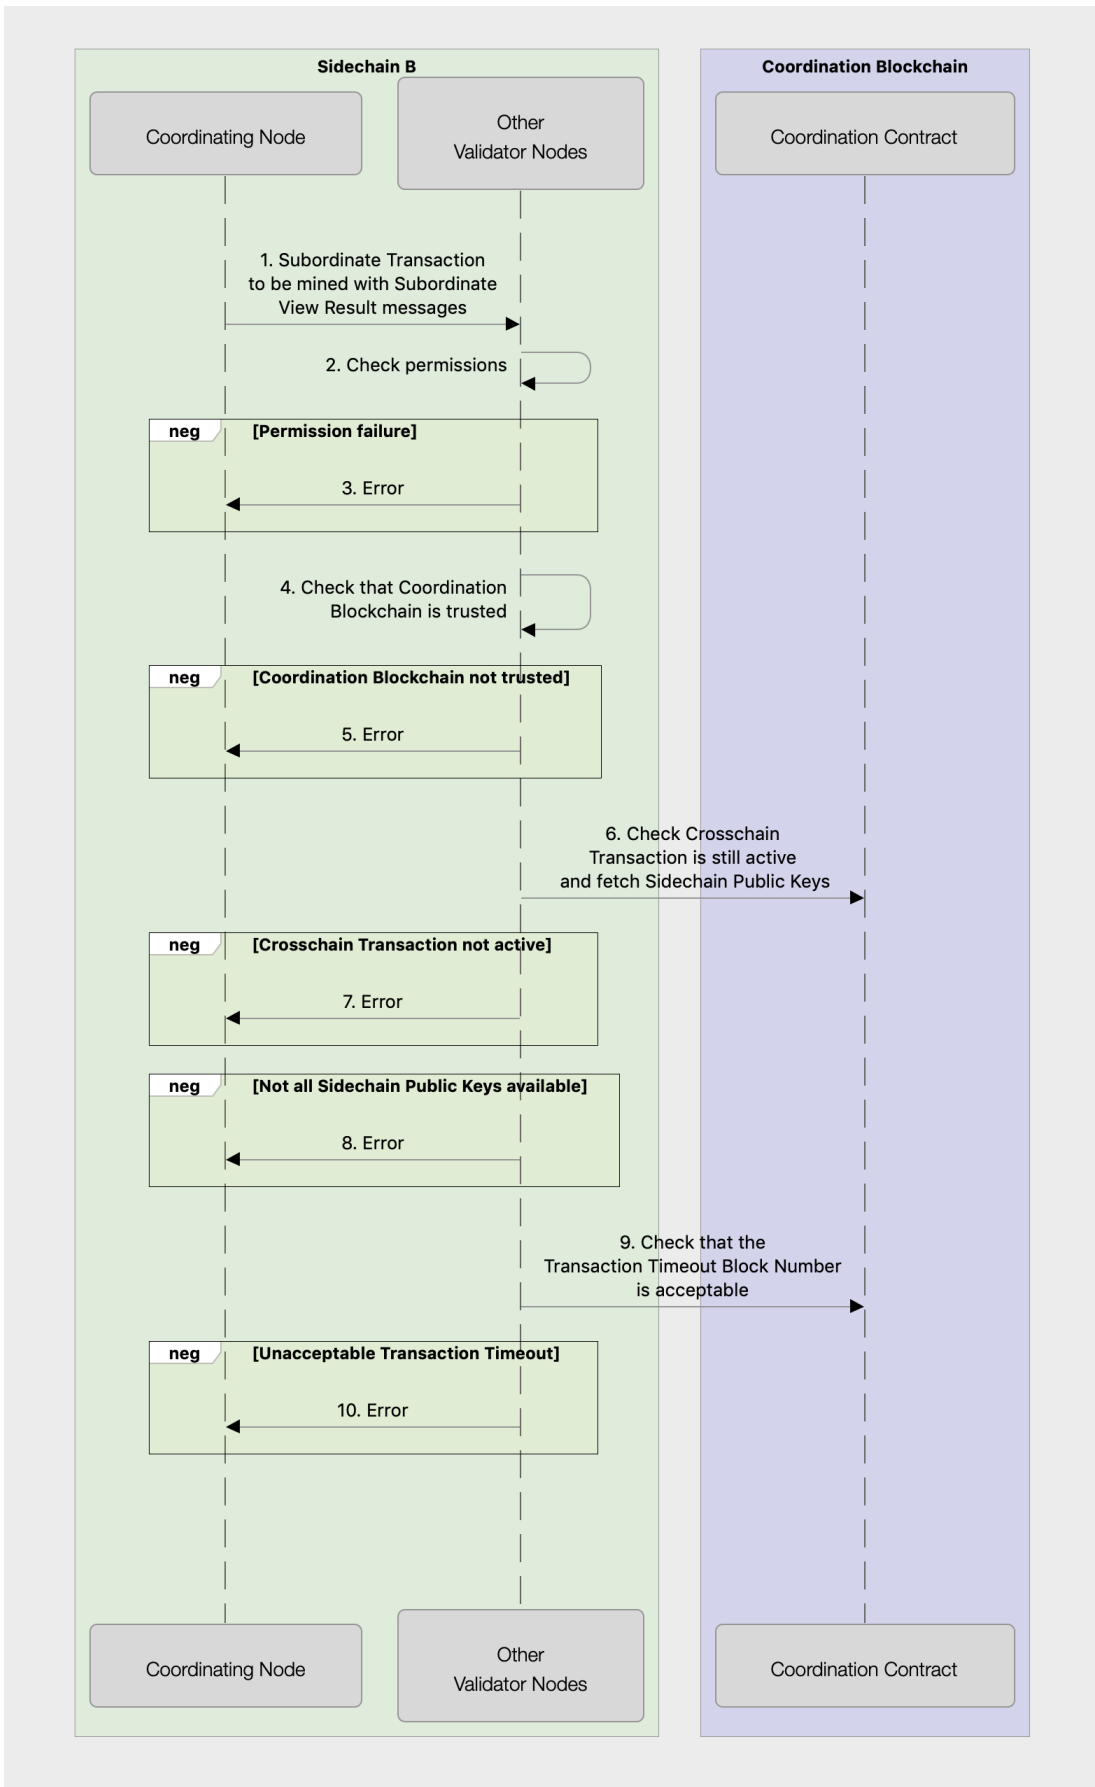 Sidechain B
Coordination Blockchain
Coordinating Node
Other
Validator Nodes
Coordination Contract
1. Subordinate Transaction
to be mined with Subordinate
View Result messages
2. Check permissions
neg
[Permission failure]
3. Error
4. Check that Coordination
Blockchain is trusted
neg
[Coordination Blockchain not trusted]
5. Error
6. Check Crosschain
Transaction is still active
and fetch Sidechain Public Keys
neg
[Crosschain Transaction not active]
7. Error
neg
[Not all Sidechain Public Keys available]
8. Error
9. Check that the
Transaction Timeout Block Number
is acceptable
neg
[Unacceptable Transaction Timeout]
10. Error
Coordinating Node
Other
Validator Nodes
Coordination Contract